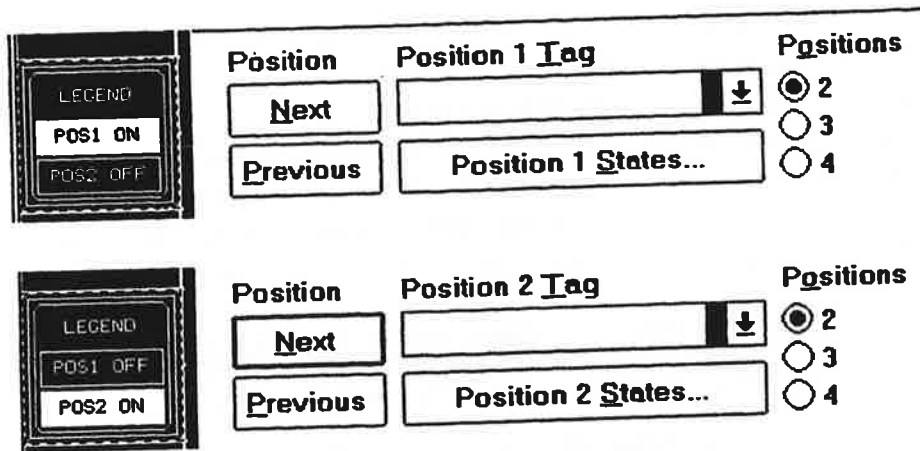 LEGEND
POS1 ON
POS2 OFF
Position
Next
Previous
Position 1 Tag
Position 1 States...
Positions
2
3
4
LEGEND
POS1 OFF
POS2 ON
Position
Next
Previous
Position 2 Tag
Position 2 States...
Positions
2
3
4